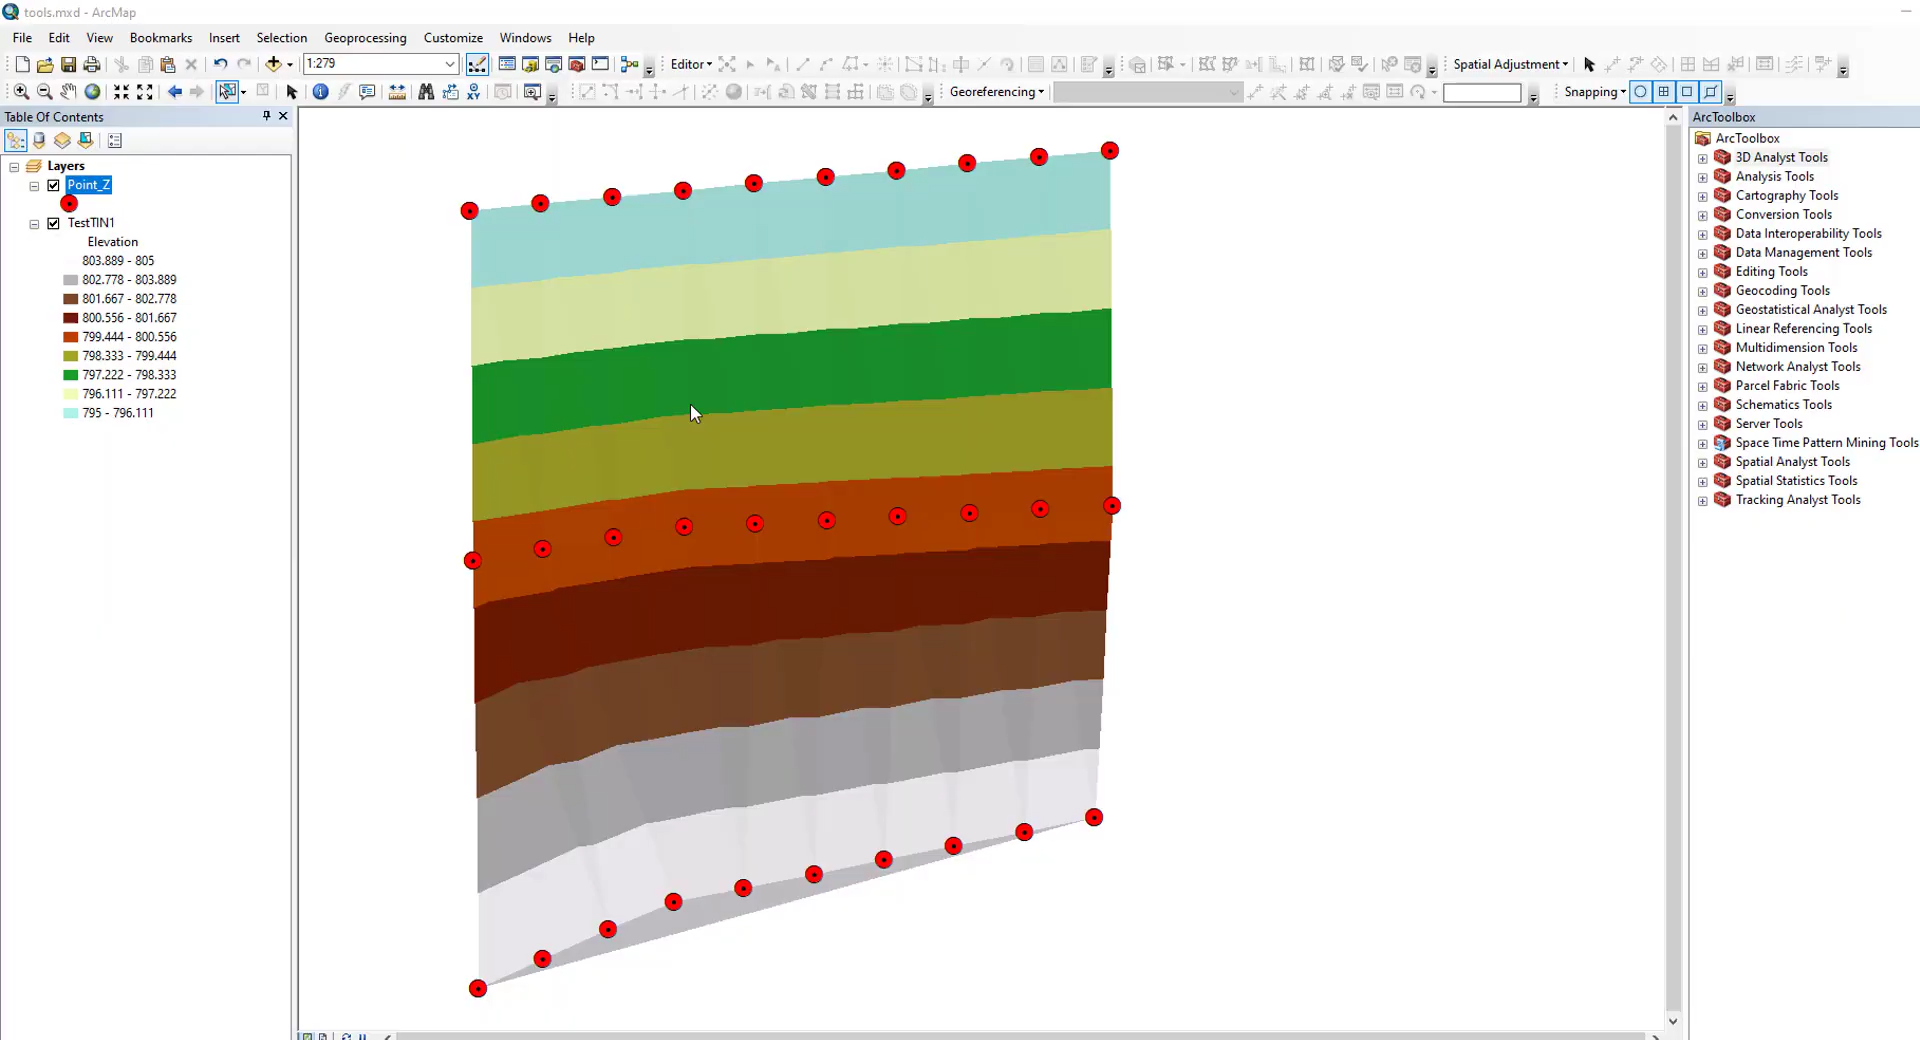 tools.mxd - ArcMap
File Edit View Bookmarks Insert Selection Geoprocessing Customize Windows Help
1:279 Editor Spatial Adjustment
Georeferencing Snapping
Table Of Contents
Layers
Point_Z
TestTIN1
Elevation
803.889 - 805
802.778 - 803.889
801.667 - 802.778
800.556 - 801.667
799.444 - 800.556
798.333 - 799.444
797.222 - 798.333
796.111 - 797.222
795 - 796.111
ArcToolbox
ArcToolbox
3D Analyst Tools
Analysis Tools
Cartography Tools
Conversion Tools
Data Interoperability Tools
Data Management Tools
Editing Tools
Geocoding Tools
Geostatistical Analyst Tools
Linear Referencing Tools
Multidimension Tools
Network Analyst Tools
Parcel Fabric Tools
Schematics Tools
Server Tools
Space Time Pattern Mining Tools
Spatial Analyst Tools
Spatial Statistics Tools
Tracking Analyst Tools